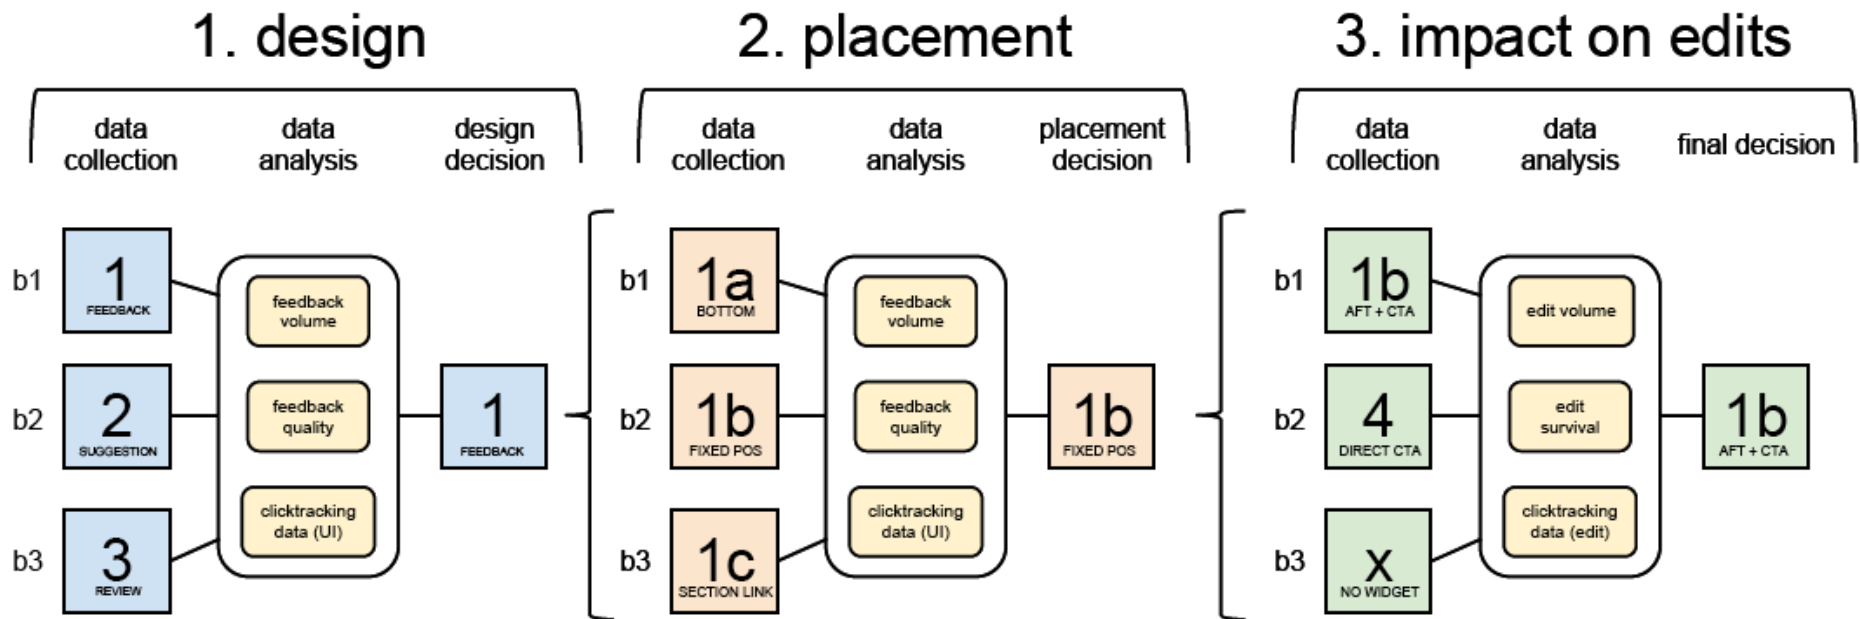 1. design
data
collection
data
analysis
design
decision
b1
1
FEEDBACK
b2
2
SUGGESTION
b3
3
REVIEW
feedback
volume
feedback
quality
clicktracking
data (UI)
1
FEEDBACK
2. placement
data
collection
data
analysis
placement
decision
b1
1a
BOTTOM
b2
1b
FIXED POS
b3
1c
SECTION LINK
feedback
volume
feedback
quality
clicktracking
data (UI)
1b
FIXED POS
3. impact on edits
data
collection
data
analysis
final decision
b1
1b
AFT + CTA
b2
4
DIRECT CTA
b3
x
NO WIDGET
edit volume
edit
survival
clicktracking
data (edit)
1b
AFT + CTA